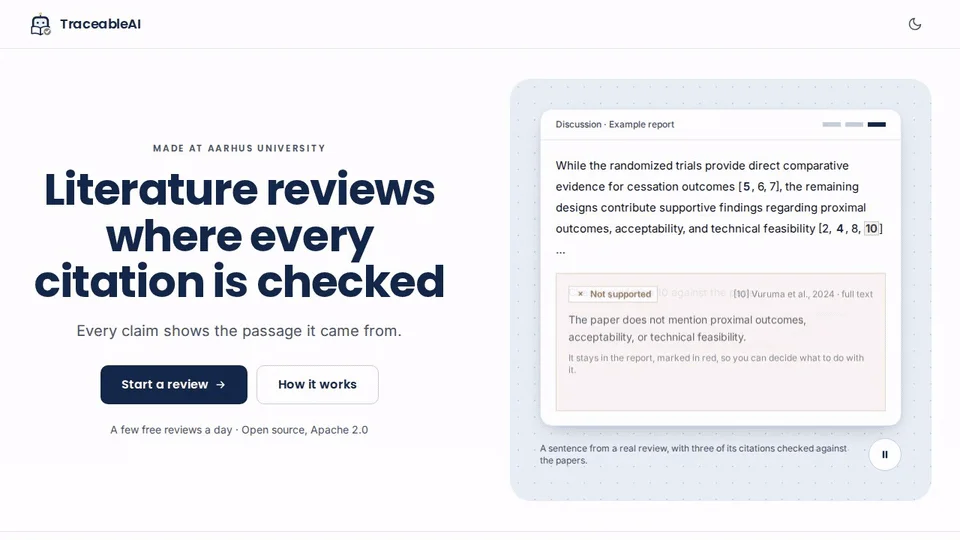 TraceableAI
MADE AT AARHUS UNIVERSITY
Literature reviews
where every
citation is checked
Every claim shows the passage it came from.
Start a review →
How it works
A few free reviews a day · Open source, Apache 2.0
Discussion · Example report
While the randomized trials provide direct comparative
evidence for cessation outcomes [5, 6, 7], the remaining
designs contribute supportive findings regarding proximal
outcomes, acceptability, and technical feasibility [2, 4, 8, 10]
...
× Not supported
[10] Vuruma et al., 2024 · full text
The paper does not mention proximal outcomes,
acceptability, or technical feasibility.
It stays in the report, marked in red, so you can decide what to do with
it.
A sentence from a real review, with three of its citations checked against
the papers.